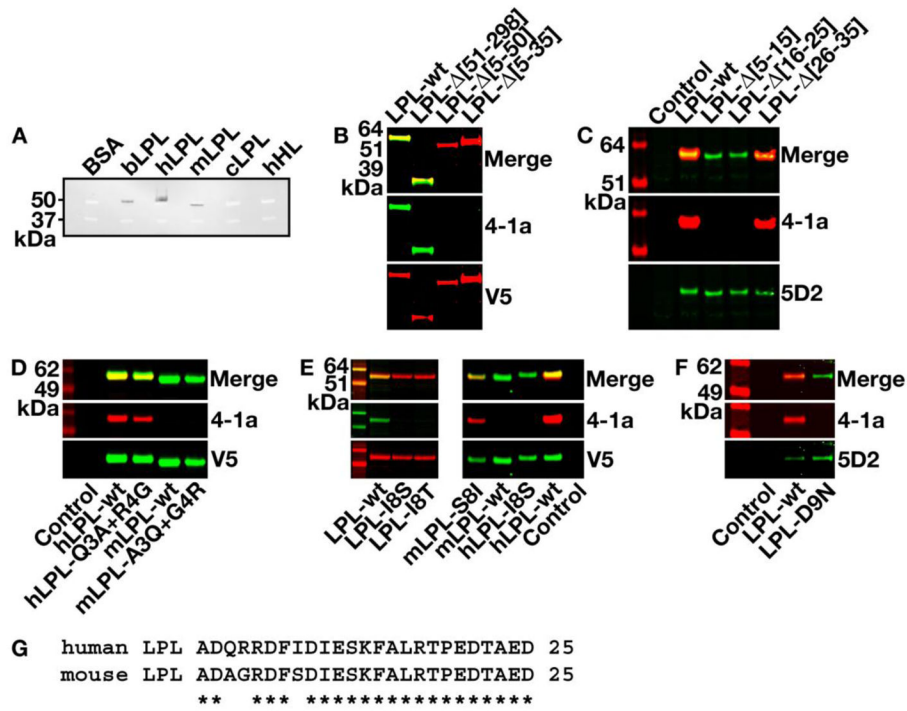 A
BSA
bLPL
hLPL
mLPL
cLPL
hHL
50
37
kDa
B
LPL-wt
LPL-Δ[51-298]
LPL-Δ[5-50]
LPL-Δ[5-35]
64
51
39
kDa
Merge
4-1a
V5
C
Control
LPL-wt
LPL-Δ[5-15]
LPL-Δ[16-25]
LPL-Δ[26-35]
64
51
kDa
Merge
4-1a
5D2
D
62
49
kDa
Merge
4-1a
V5
Control
hLPL-wt
hLPL-Q3A+R4G
mLPL-wt
mLPL-A3Q+G4R
E
64
51
kDa
LPL-wt
LPL-I8S
LPL-I8T
Merge
4-1a
V5
mLPL-S8I
mLPL-wt
hLPL-I8S
hLPL-wt
Control
F
62
49
kDa
Merge
4-1a
5D2
Control
LPL-wt
LPL-D9N
G
human LPL ADQRRDFIDIESKFALRTPEDTAED 25
mouse LPL ADAGRDFSDIESKFALRTPEDTAED 25
** *** *****************